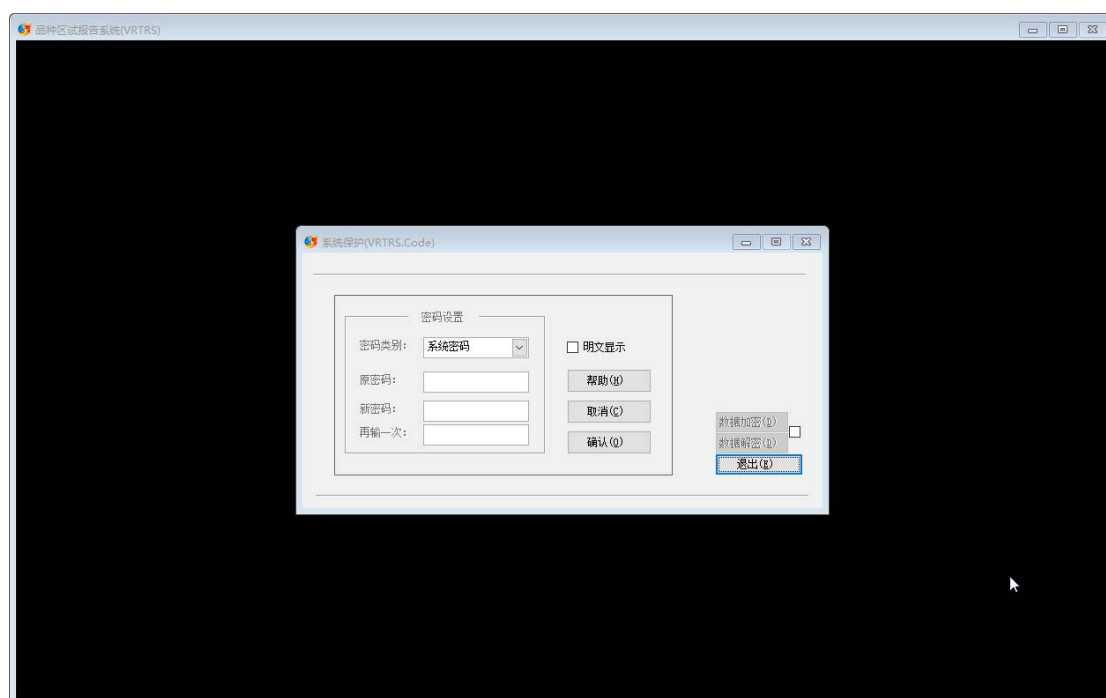 品种区试报告系统(VRTRS)
系统保护(VRTRS.Code)
密码设置
密码类别: 系统密码
明文显示
原密码:
帮助(H)
新密码:
取消(C)
再输一次:
确认(O)
数据加密(D)
数据解密(D)
退出(E)